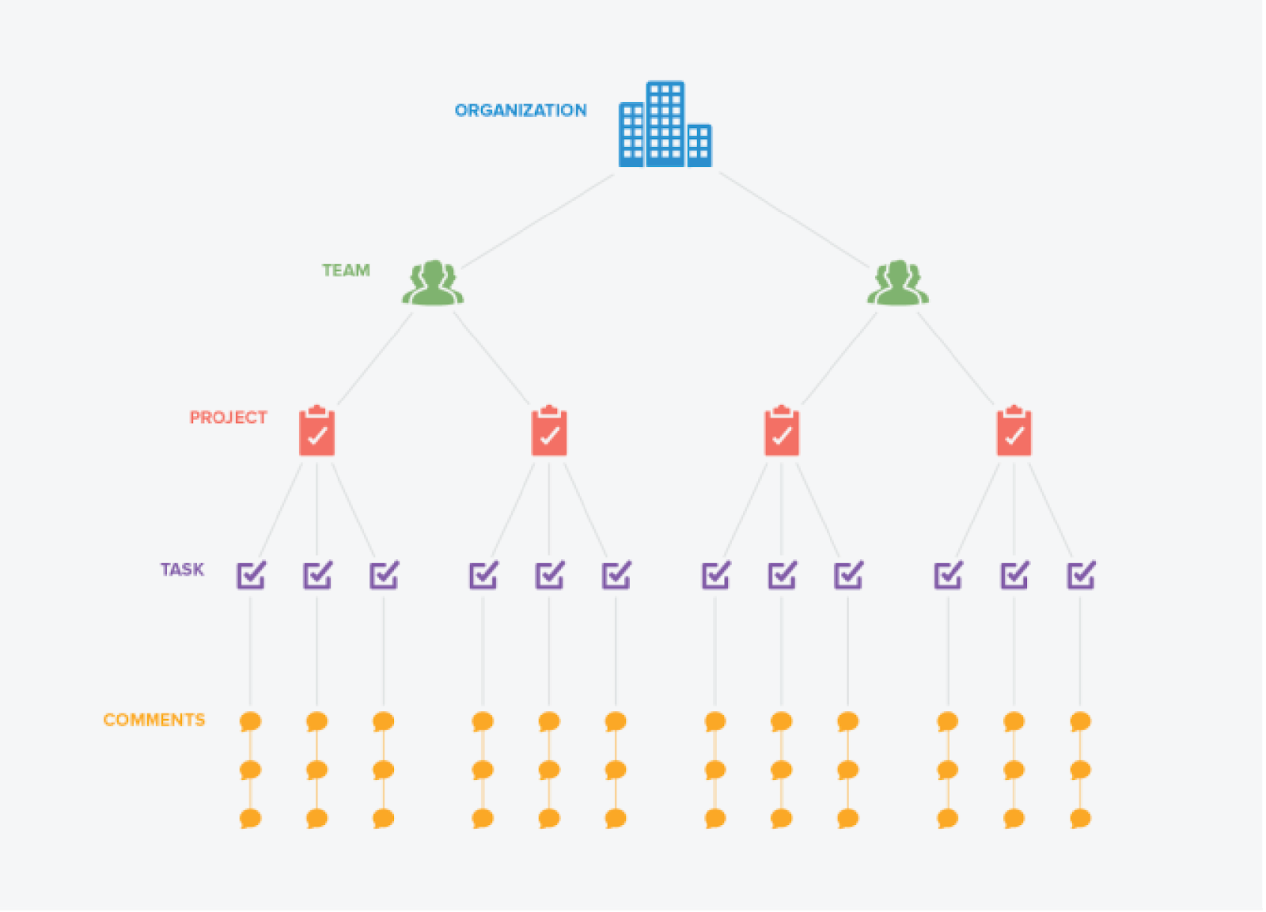 ORGANIZATION
TEAM
PROJECT
TASK
COMMENTS